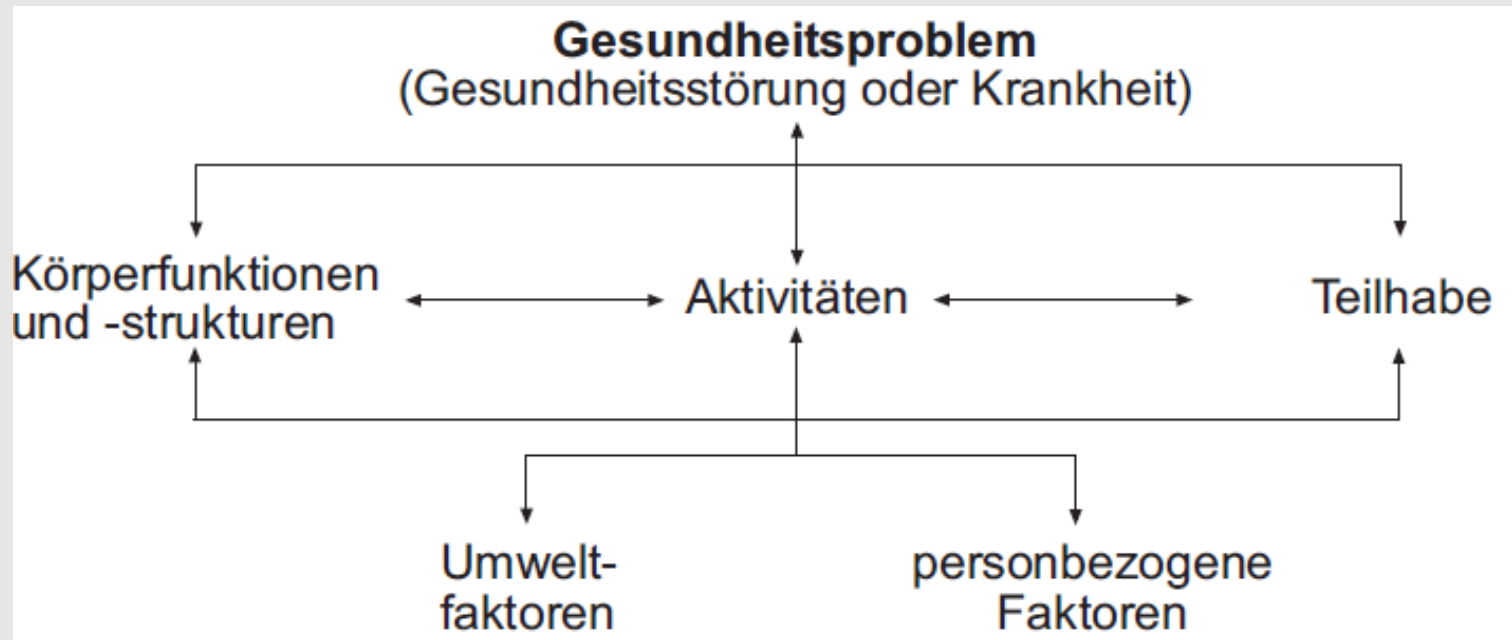 Gesundheitsproblem
(Gesundheitsstörung oder Krankheit)
Körperfunktionen
und -strukturen
Aktivitäten
Teilhabe
Umwelt-
faktoren
personbezogene
Faktoren